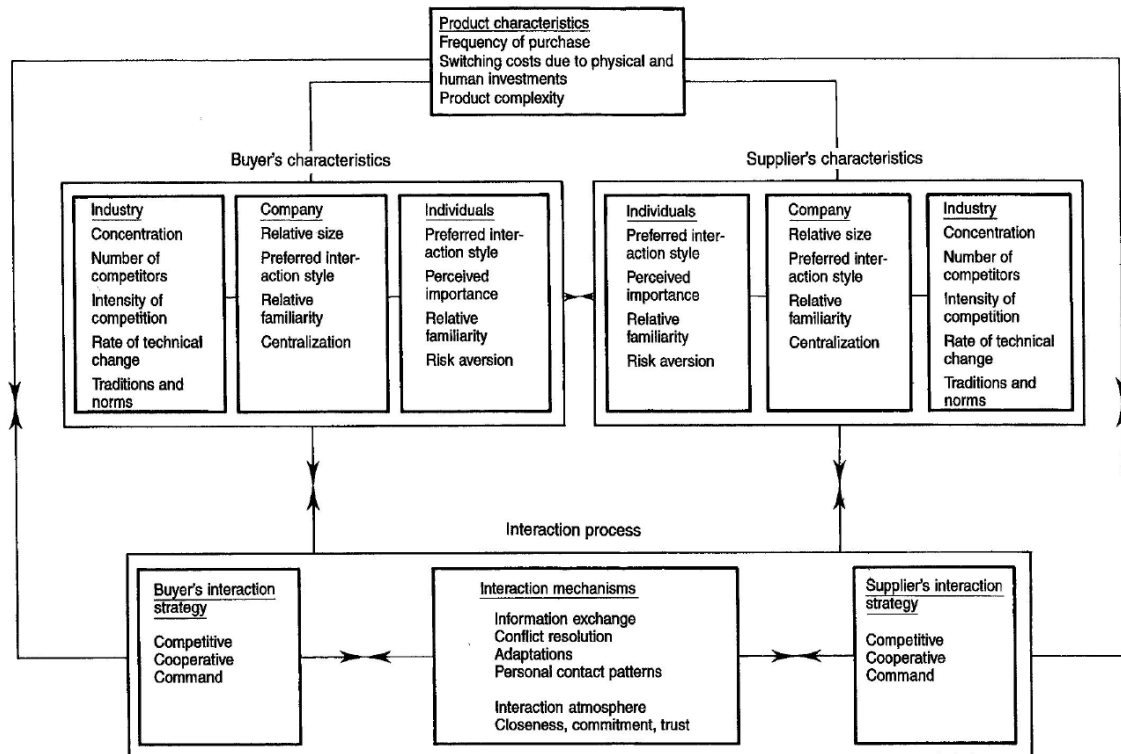 Product characteristics
Frequency of purchase
Switching costs due to physical and
human investments
Product complexity
Buyer's characteristics
Supplier's characteristics
Industry
Concentration
Number of
competitors
Intensity of
competition
Rate of technical
change
Traditions and
norms
Company
Relative size
Preferred inter-
action style
Relative
familiarity
Centralization
Individuals
Preferred inter-
action style
Perceived
importance
Relative
familiarity
Risk aversion
Individuals
Preferred inter-
action style
Perceived
importance
Relative
familiarity
Risk aversion
Company
Relative size
Preferred inter-
action style
Relative
familiarity
Centralization
Industry
Concentration
Number of
competitors
Intensity of
competition
Rate of technical
change
Traditions and
norms
Interaction process
Buyer's interaction
strategy
Competitive
Cooperative
Command
Interaction mechanisms
Information exchange
Conflict resolution
Adaptations
Personal contact patterns
Interaction atmosphere
Closeness, commitment, trust
Supplier's interaction
strategy
Competitive
Cooperative
Command